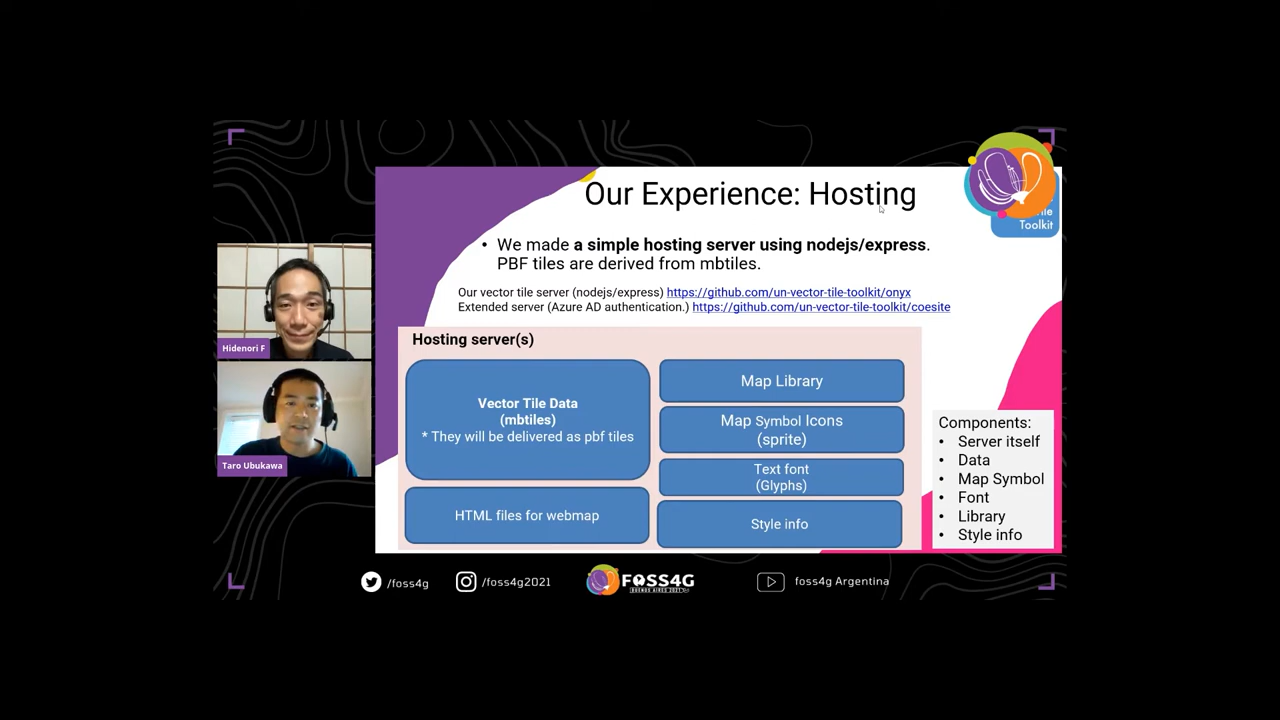 Our Experience: Hosting
Toolkit
• We made a simple hosting server using nodejs/express.
PBF tiles are derived from mbtiles.
Our vector tile server (nodejs/express) https://github.com/un-vector-tile-toolkit/onyx
Extended server (Azure AD authentication.) https://github.com/un-vector-tile-toolkit/coesite
Hosting server(s)
Vector Tile Data
(mbtiles)
* They will be delivered as pbf tiles
HTML files for webmap
Map Library
Map Symbol Icons
(sprite)
Text font
(Glyphs)
Style info
Components:
• Server itself
• Data
• Map Symbol
• Font
• Library
• Style info
Hidenori F
Taro Ubukawa
/foss4g
/foss4g2021
FOSS4G
BUENOS AIRES 2021
foss4g Argentina